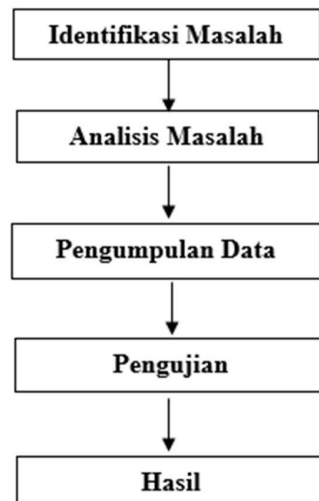 Identifikasi Masalah
Analisis Masalah
Pengumpulan Data
Pengujian
Hasil